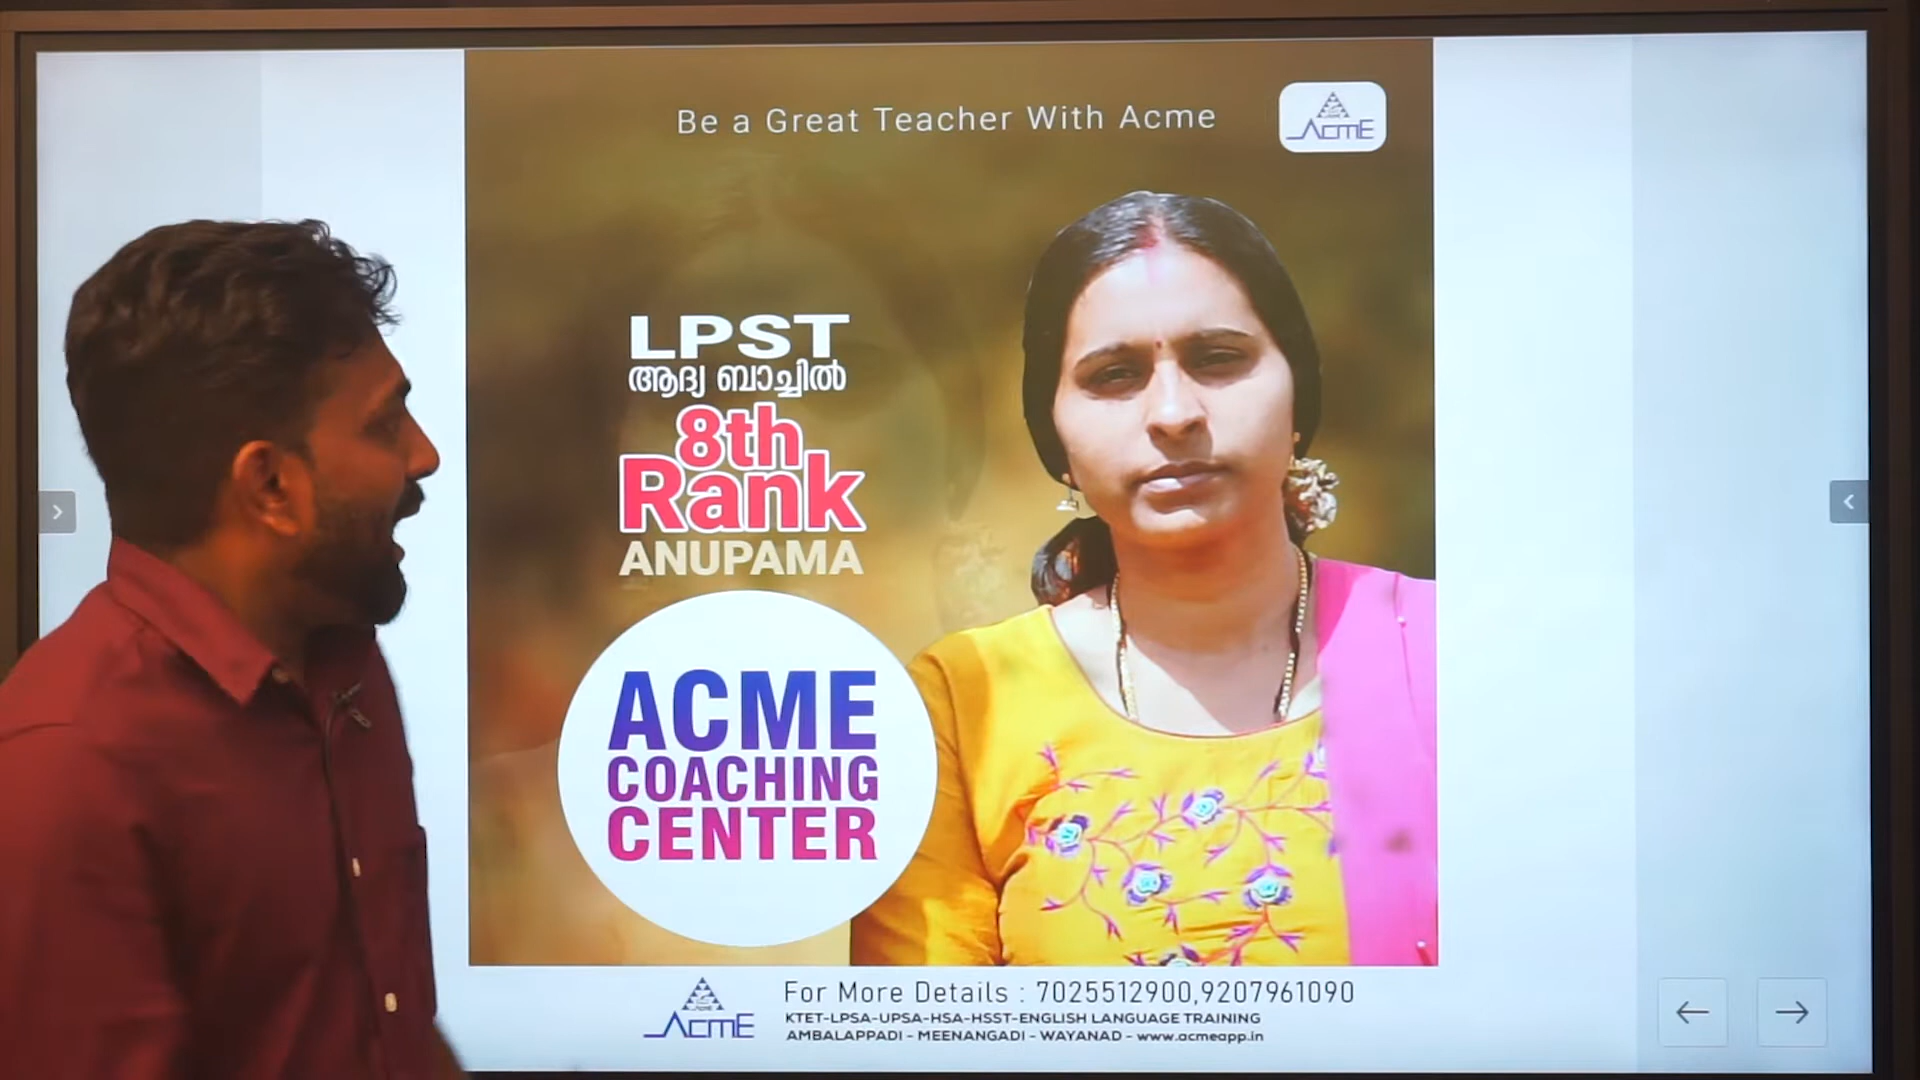 Be a Great Teacher With Acme
ACME
LPST
ആദ്യ ബാച്ചിൽ
8th
Rank
ANUPAMA
ACME
COACHING
CENTER
ACME
For More Details : 7025512900,9207961090
KTET-LPSA-UPSA-HSA-HSST-ENGLISH LANGUAGE TRAINING
AMBALAPPADI - MEENANGADI - WAYANAD - www.acmeapp.in